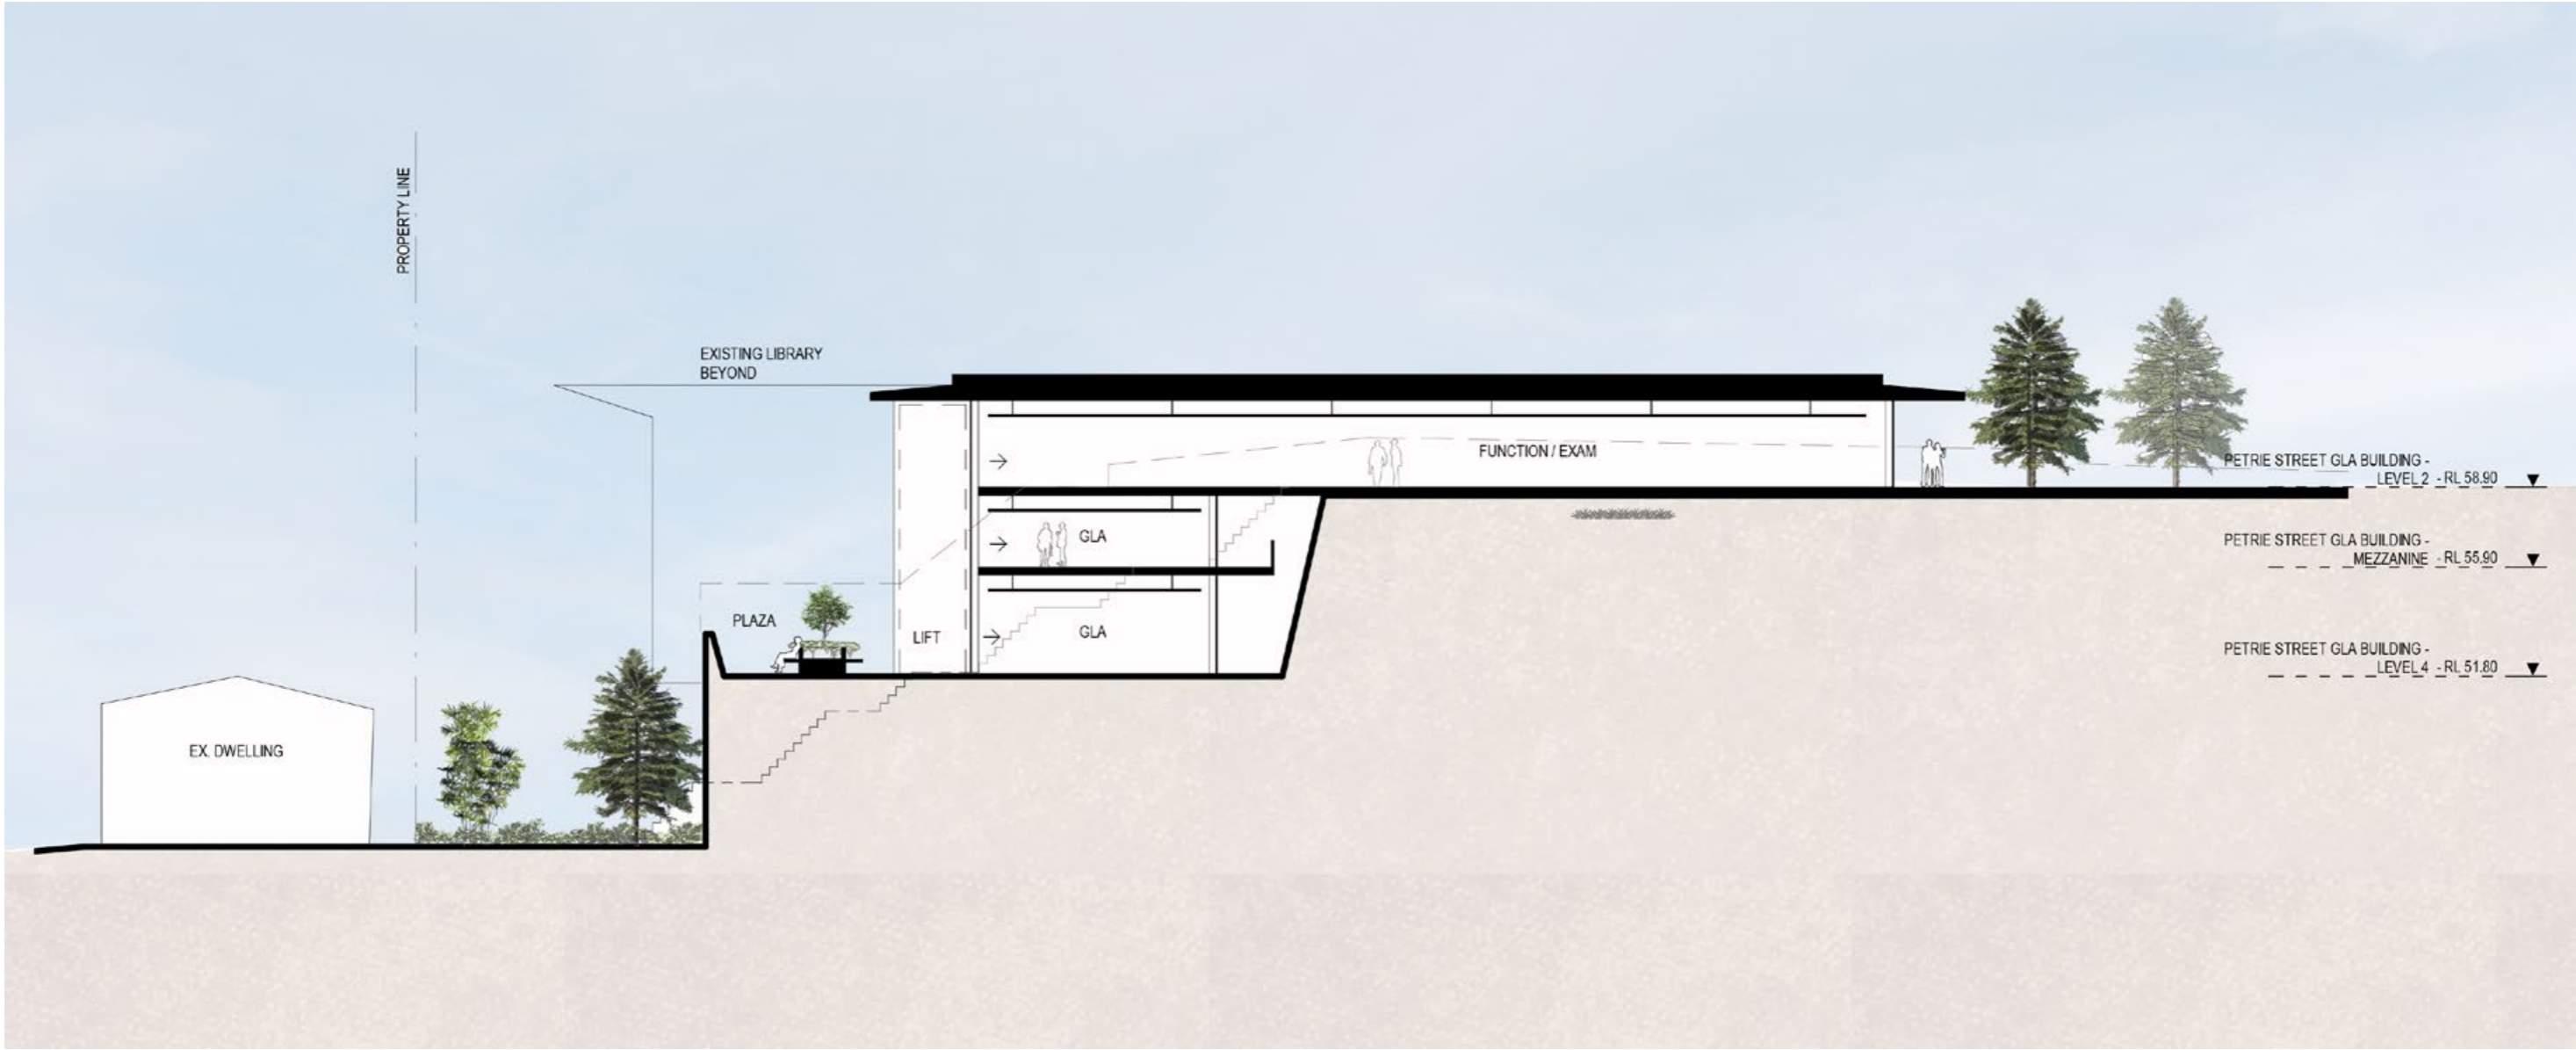 PROPERTY LINE
EXISTING LIBRARY
BEYOND
FUNCTION / EXAM
PETRIE STREET GLA BUILDING -
LEVEL 2 - RL 58.90
GLA
PETRIE STREET GLA BUILDING -
MEZZANINE - RL 55.90
PLAZA
LIFT
GLA
PETRIE STREET GLA BUILDING -
LEVEL 4 - RL 51.80
EX. DWELLING